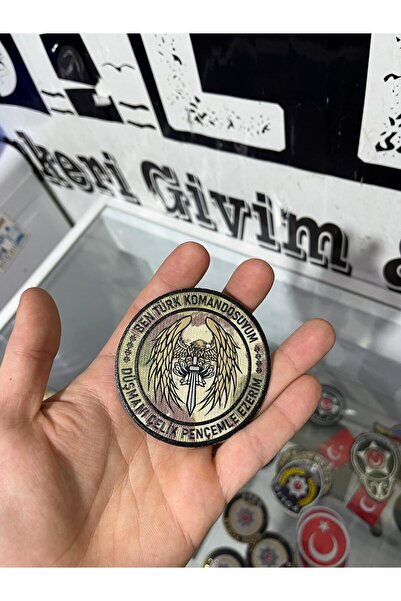 keri Giyim &
BEN TÜRK KOMANDOSUYUM
DÜŞMANI ÇELİK PENÇEMLE EZERİM